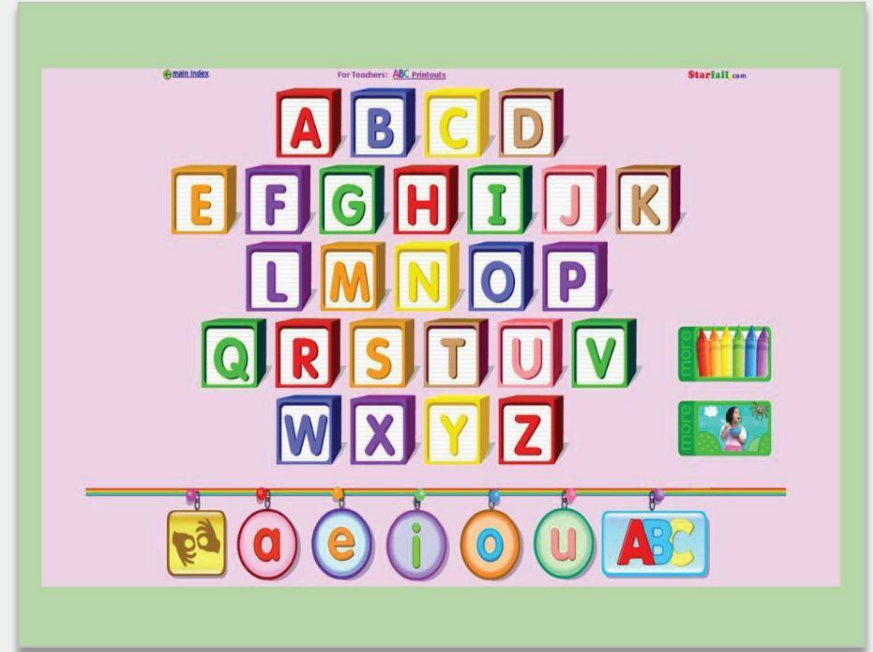 main index For Teachers: ABC Printouts Starfall.com
A B C D
E F G H I J K
L M N O P
Q R S T U V
more
W X Y Z
more
a e i o u ABC